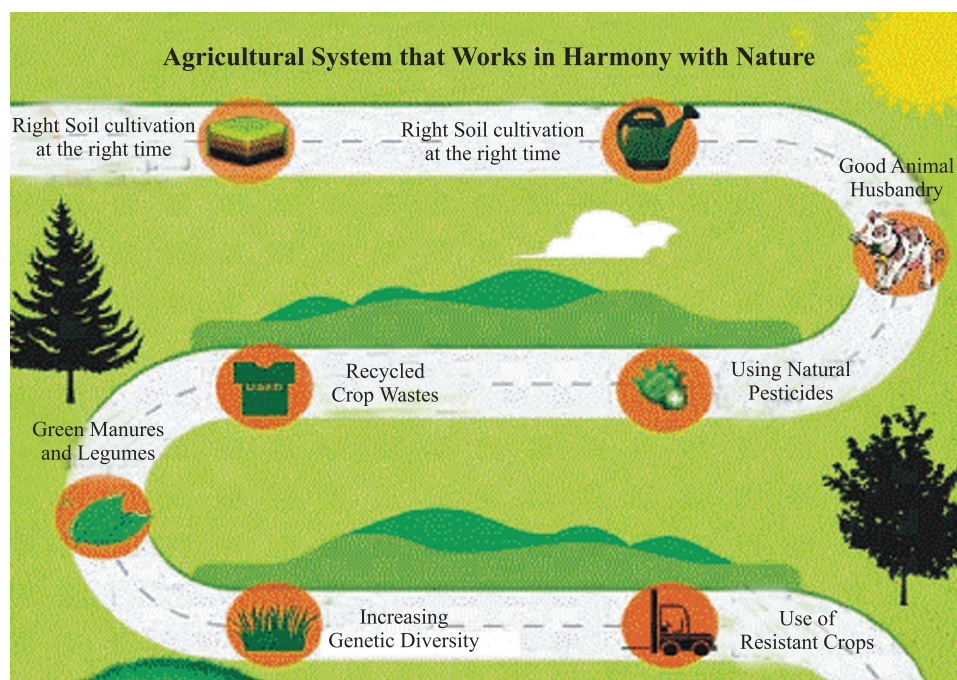 Agricultural System that Works in Harmony with Nature
Right Soil cultivation
at the right time
Right Soil cultivation
at the right time
Good Animal
Husbandry
Using Natural
Pesticides
Recycled
Crop Wastes
USED
Green Manures
and Legumes
Increasing
Genetic Diversity
Use of
Resistant Crops